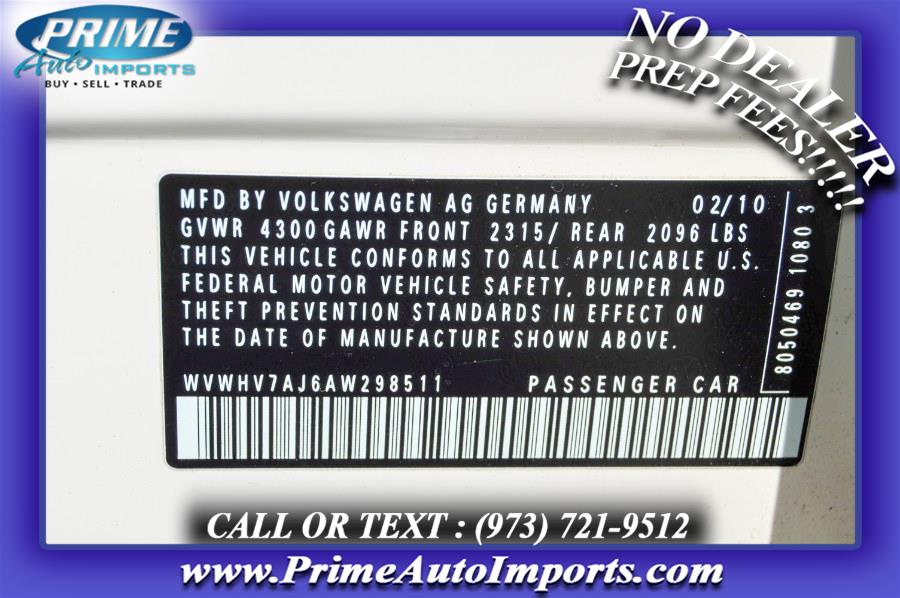 PRIME
Auto IMPORTS
BUY • SELL • TRADE
NO DEALER
PREP FEES!!!!!
MFD BY VOLKSWAGEN AG GERMANY 02/10
GVWR 4300 GAWR FRONT 2315/ REAR 2096 LBS
THIS VEHICLE CONFORMS TO ALL APPLICABLE U.S.
FEDERAL MOTOR VEHICLE SAFETY, BUMPER AND
THEFT PREVENTION STANDARDS IN EFFECT ON
THE DATE OF MANUFACTURE SHOWN ABOVE.
WVWHV7AJ6AW298511 PASSENGER CAR
8050469 1080 3
CALL OR TEXT : (973) 721-9512
www.PrimeAutoImports.com